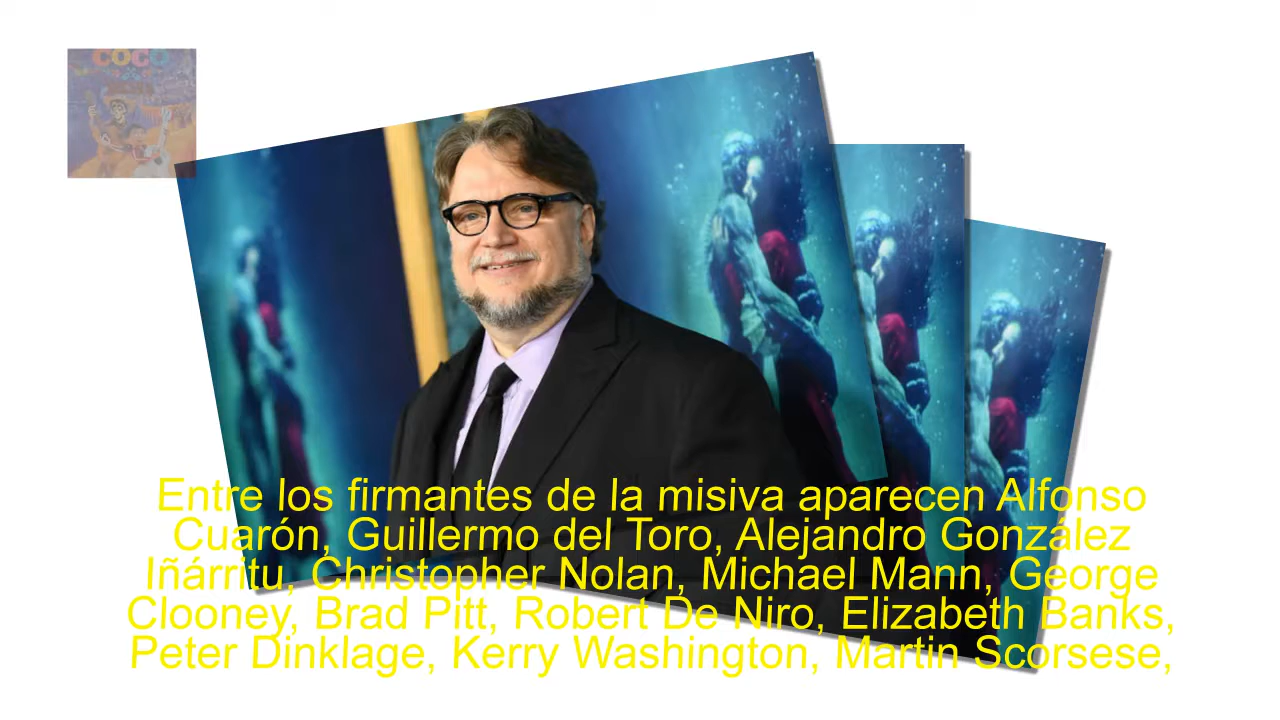 COCO
Entre los firmantes de la misiva aparecen Alfonso
Cuarón, Guillermo del Toro, Alejandro González
Iñárritu, Christopher Nolan, Michael Mann, George
Clooney, Brad Pitt, Robert De Niro, Elizabeth Banks,
Peter Dinklage, Kerry Washington, Martin Scorsese,